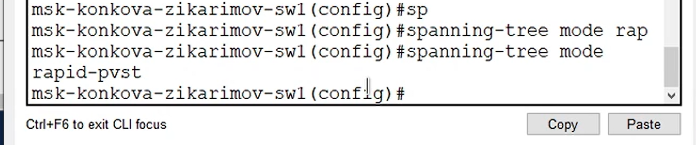 msk-konkova-zikarimov-sw1(config)#sp
msk-konkova-zikarimov-sw1(config)#spanning-tree mode rap
msk-konkova-zikarimov-sw1(config)#spanning-tree mode
rapid-pvst
msk-konkova-zikarimov-sw1(config)#
Ctrl+F6 to exit CLI focus
Copy
Paste